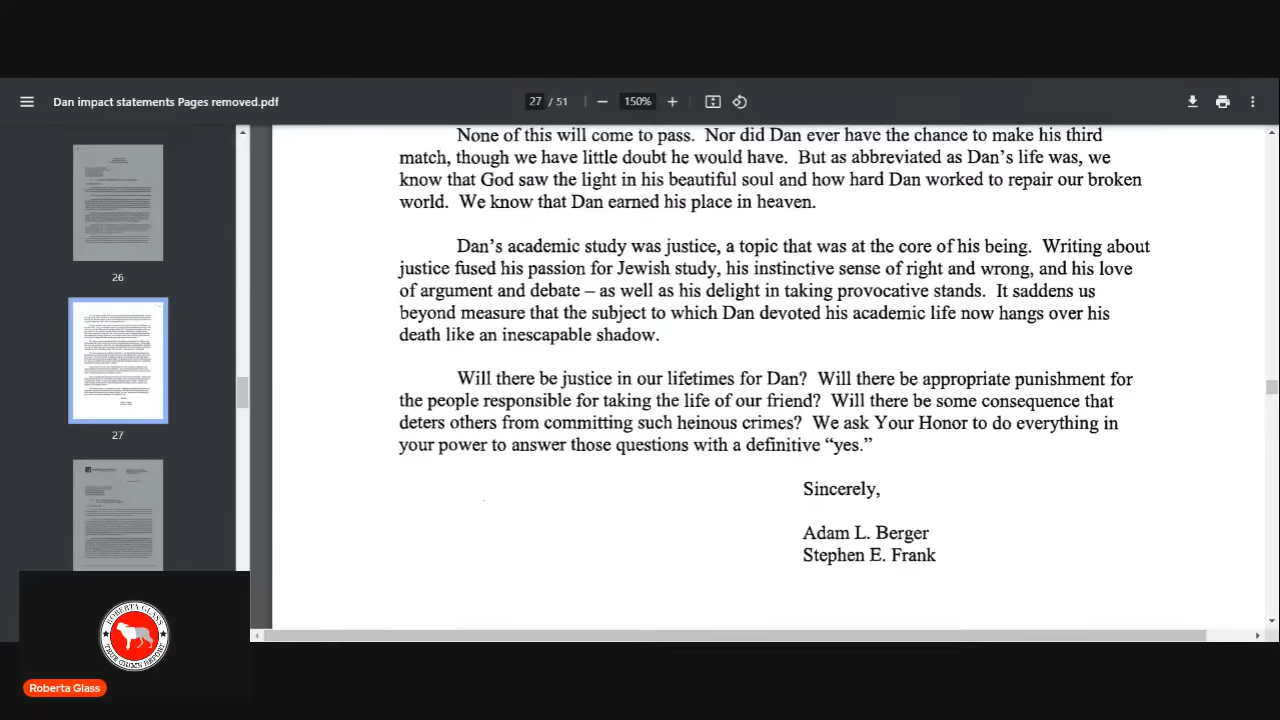 Dan impact statements Pages removed.pdf
27 / 51
150%
None of this will come to pass. Nor did Dan ever have the chance to make his third
match, though we have little doubt he would have. But as abbreviated as Dan's life was, we
know that God saw the light in his beautiful soul and how hard Dan worked to repair our broken
world. We know that Dan earned his place in heaven.
Dan's academic study was justice, a topic that was at the core of his being. Writing about
justice fused his passion for Jewish study, his instinctive sense of right and wrong, and his love
of argument and debate – as well as his delight in taking provocative stands. It saddens us
beyond measure that the subject to which Dan devoted his academic life now hangs over his
death like an inescapable shadow.
Will there be justice in our lifetimes for Dan? Will there be appropriate punishment for
the people responsible for taking the life of our friend? Will there be some consequence that
deters others from committing such heinous crimes? We ask Your Honor to do everything in
your power to answer those questions with a definitive “yes.”
Sincerely,
Adam L. Berger
Stephen E. Frank
26
27
ROBERTA GLASS
TRUE CRIME REPORT
Roberta Glass